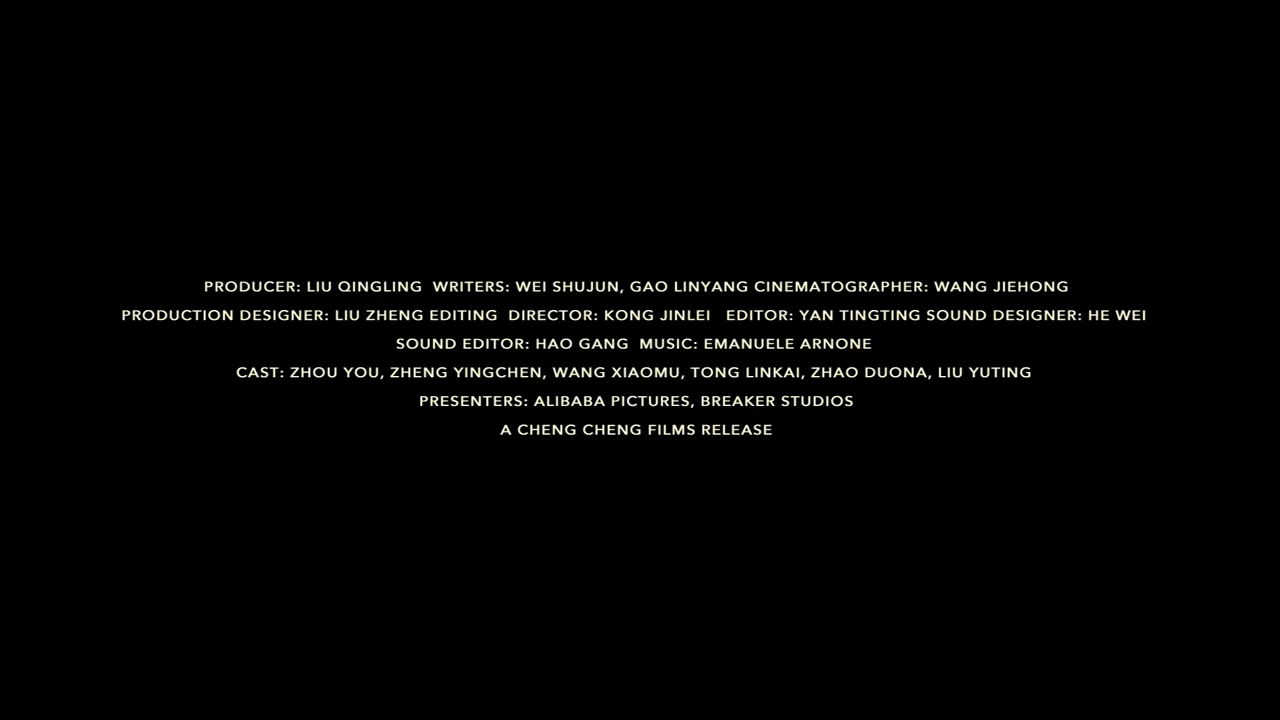 PRODUCER: LIU QINGLING WRITERS: WEI SHUJUN, GAO LINYANG CINEMATOGRAPHER: WANG JIEHONG
PRODUCTION DESIGNER: LIU ZHENG EDITING DIRECTOR: KONG JINLEI EDITOR: YAN TINGTING SOUND DESIGNER: HE WEI
SOUND EDITOR: HAO GANG MUSIC: EMANUELE ARNONE
CAST: ZHOU YOU, ZHENG YINGCHEN, WANG XIAOMU, TONG LINKAI, ZHAO DUONA, LIU YUTING
PRESENTERS: ALIBABA PICTURES, BREAKER STUDIOS
A CHENG CHENG FILMS RELEASE